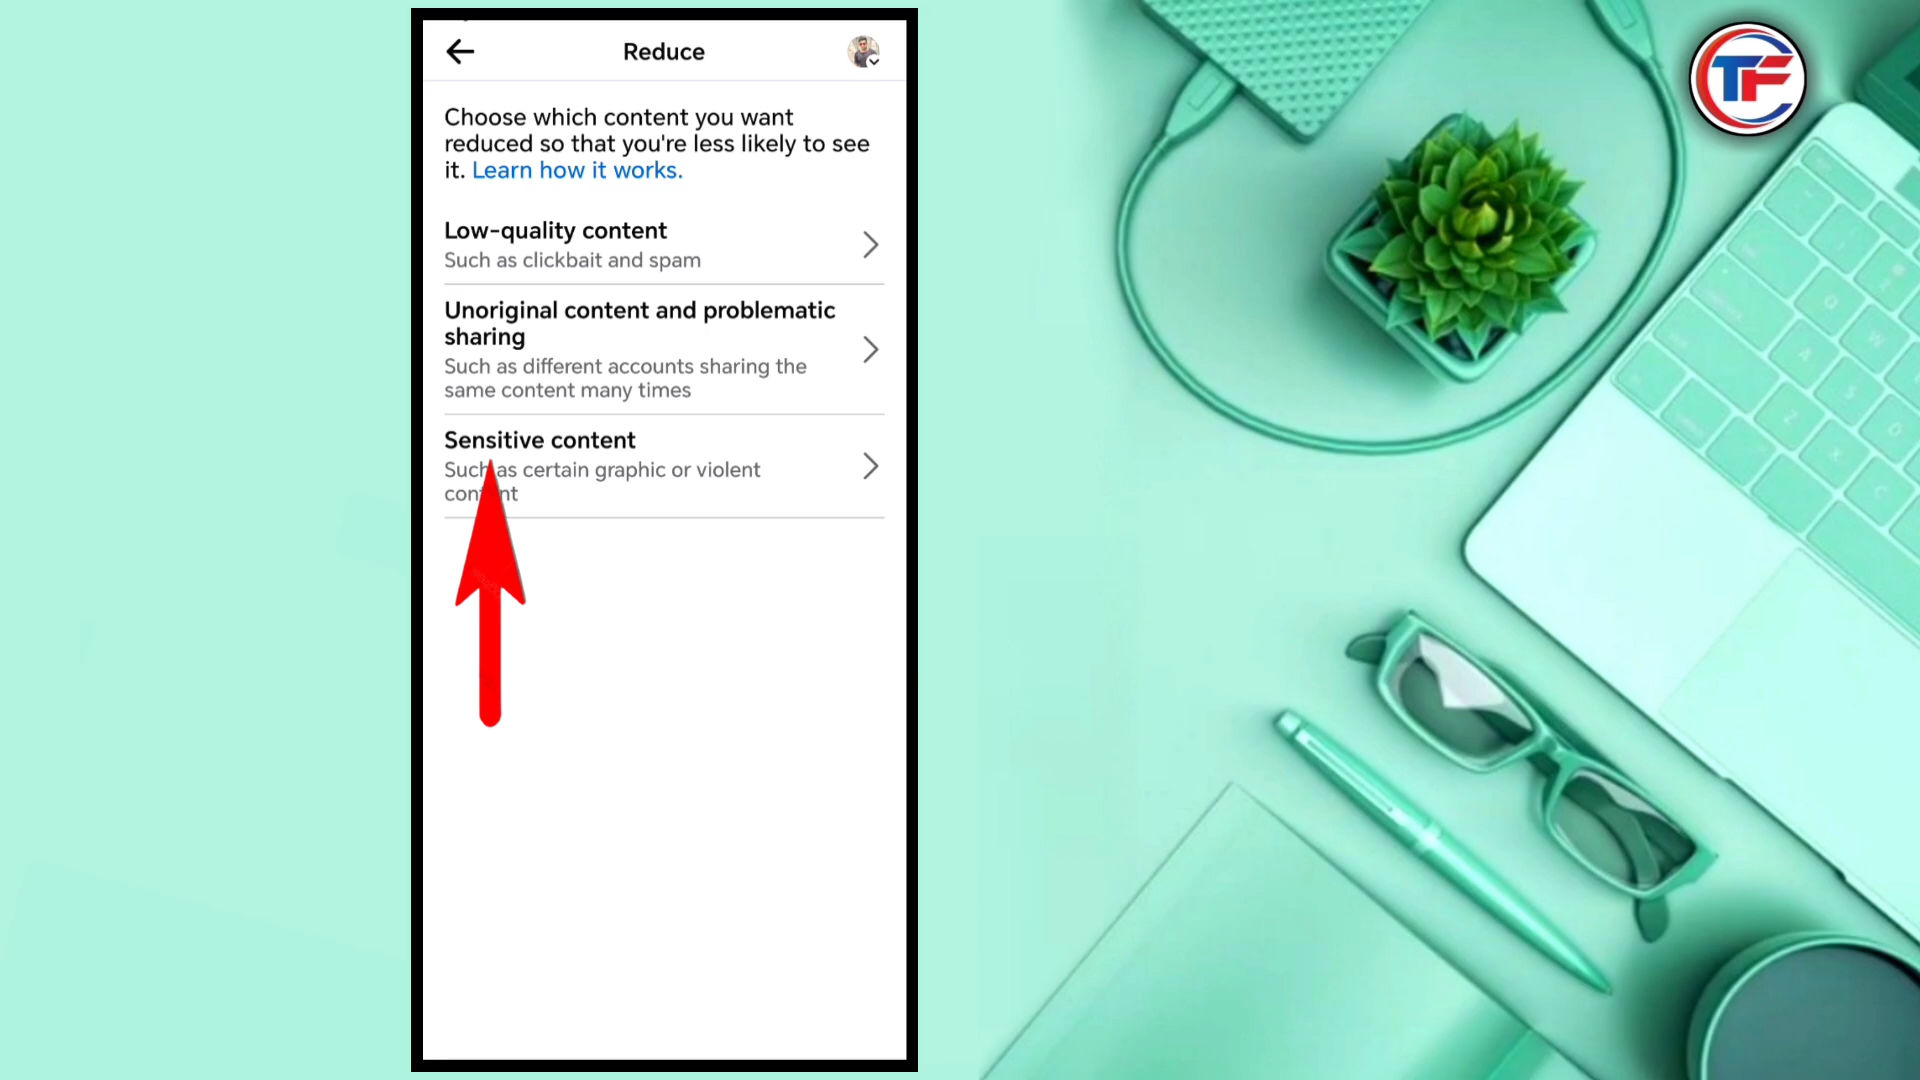 Reduce
Choose which content you want
reduced so that you're less likely to see
it. Learn how it works.
Low-quality content
Such as clickbait and spam
Unoriginal content and problematic
sharing
Such as different accounts sharing the
same content many times
Sensitive content
Such as certain graphic or violent
content
TF